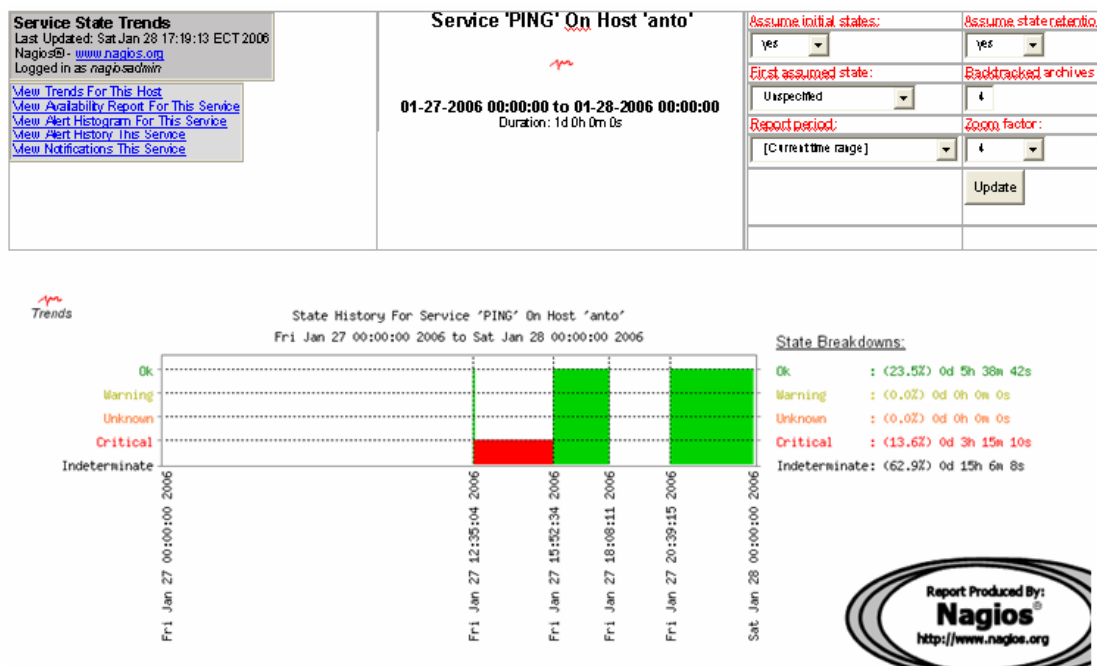 Service State Trends
Last Updated: Sat Jan 28 17:19:13 ECT 2006
Nagios® - www.nagios.org
Logged in as nagiosadmin
View Trends For This Host
View Availability Report For This Service
View Alert Histogram For This Service
View Alert History This Service
View Notifications This Service
Service 'PING' On Host 'anto'
01-27-2006 00:00:00 to 01-28-2006 00:00:00
Duration: 1d 0h 0m 0s
Assume initial states: Assume state retentio
yes yes
First assumed state: Backtracked archives
Unspecified 4
Report period: Zoom factor:
[Current time range] 4
Update
Trends
State History For Service 'PING' On Host 'anto'
Fri Jan 27 00:00:00 2006 to Sat Jan 28 00:00:00 2006
Ok
Warning
Unknown
Critical
Indeterminate
Fri Jan 27 00:00:00 2006
Fri Jan 27 12:35:04 2006
Fri Jan 27 15:52:34 2006
Fri Jan 27 18:08:11 2006
Fri Jan 27 20:39:15 2006
Sat Jan 28 00:00:00 2006
State Breakdowns:
Ok : (23.5%) 0d 5h 38m 42s
Warning : (0.0%) 0d 0h 0m 0s
Unknown : (0.0%) 0d 0h 0m 0s
Critical : (13.6%) 0d 3h 15m 10s
Indeterminate: (62.9%) 0d 15h 6m 8s
Report Produced By:
Nagios®
http://www.nagios.org